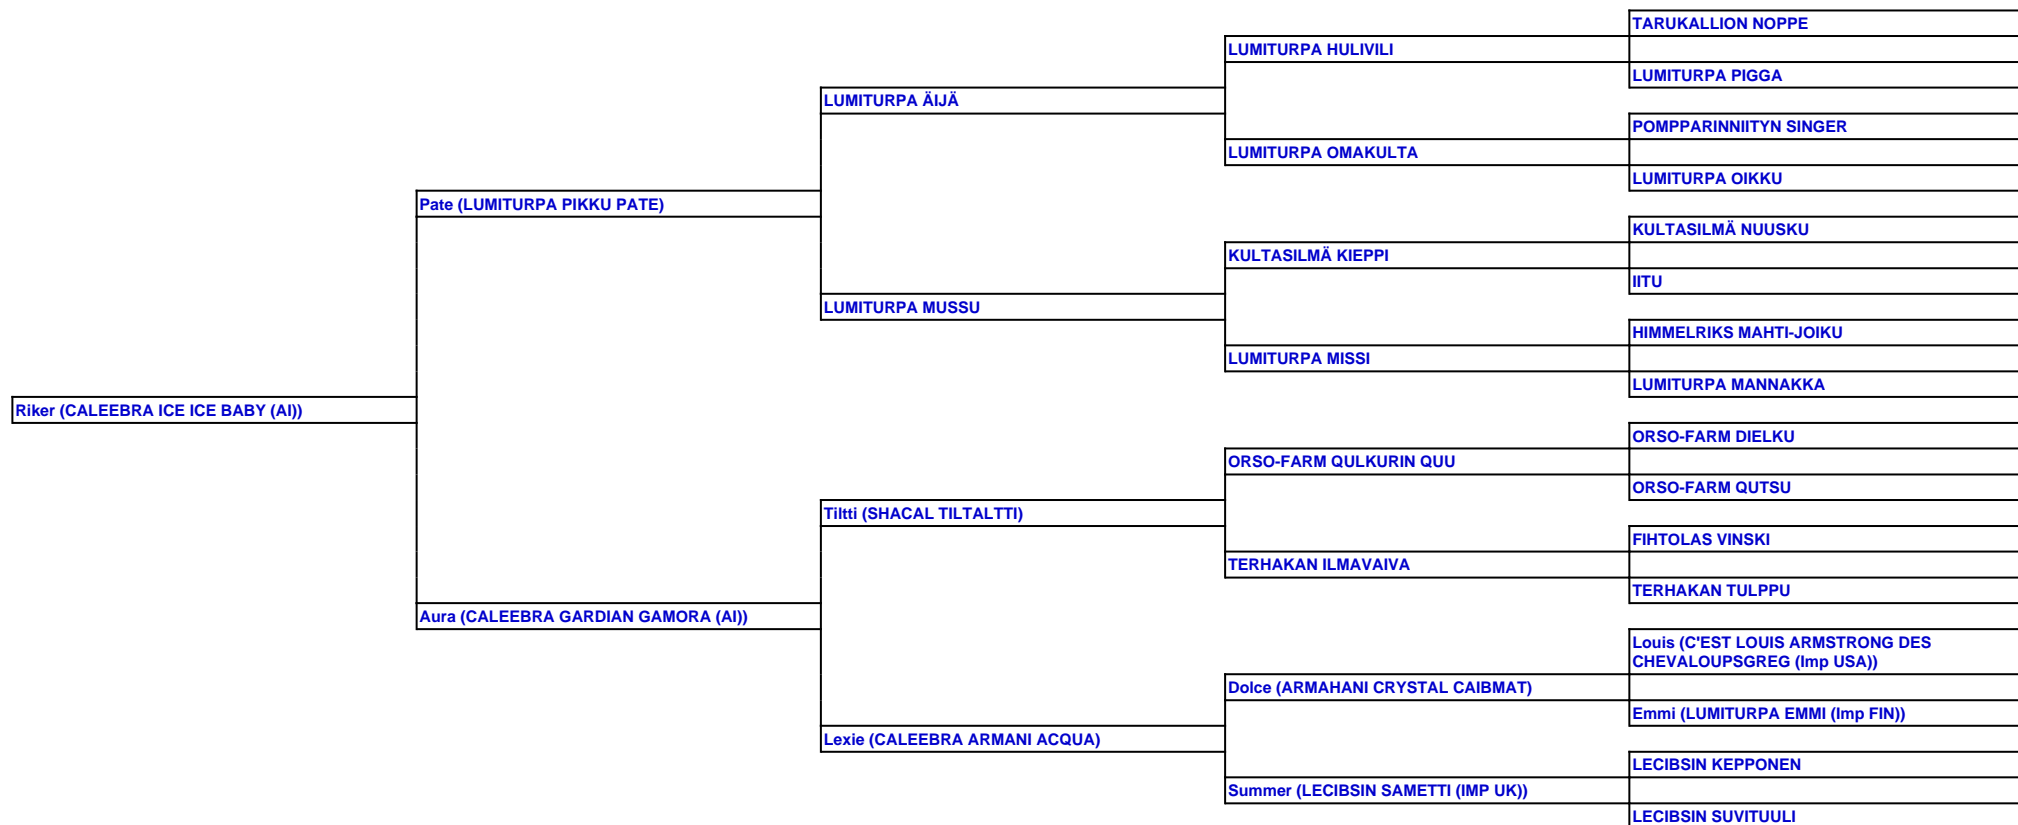 TARUKALLION NOPPE
LUMITURPA HULIVILI
LUMITURPA PIGGA
LUMITURPA ÄIJÄ
POMPPARINNIITYN SINGER
LUMITURPA OMAKULTA
LUMITURPA OIKKU
Pate (LUMITURPA PIKKU PATE)
KULTASILMÄ NUUSKU
KULTASILMÄ KIEPPI
IITU
LUMITURPA MUSSU
HIMMELRIKS MAHTI-JOIKU
LUMITURPA MISSI
LUMITURPA MANNAKKA
Riker (CALEEBRA ICE ICE BABY (AI))
ORSO-FARM DIELKU
ORSO-FARM QULKURIN QUU
ORSO-FARM QUTSU
Tiltti (SHACAL TILTALTTI)
FIHTOLAS VINSKI
TERHAKAN ILMAVAIVA
TERHAKAN TULPPU
Aura (CALEEBRA GARDIAN GAMORA (AI))
Louis (C'EST LOUIS ARMSTRONG DES
CHEVALOUPSGREG (Imp USA))
Dolce (ARMAHANI CRYSTAL CAIBMAT)
Emmi (LUMITURPA EMMI (Imp FIN))
Lexie (CALEEBRA ARMANI ACQUA)
LECIBSIN KEPPONEN
Summer (LECIBSIN SAMETTI (IMP UK))
LECIBSIN SUVITUULI